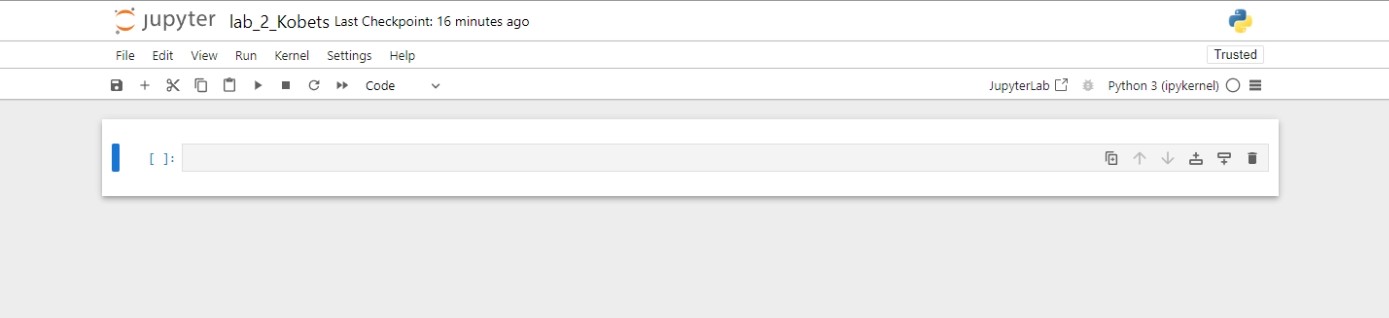 jupyter lab_2_Kobets Last Checkpoint: 16 minutes ago
File Edit View Run Kernel Settings Help Trusted
Code JupyterLab Python 3 (ipykernel)
[ ]: